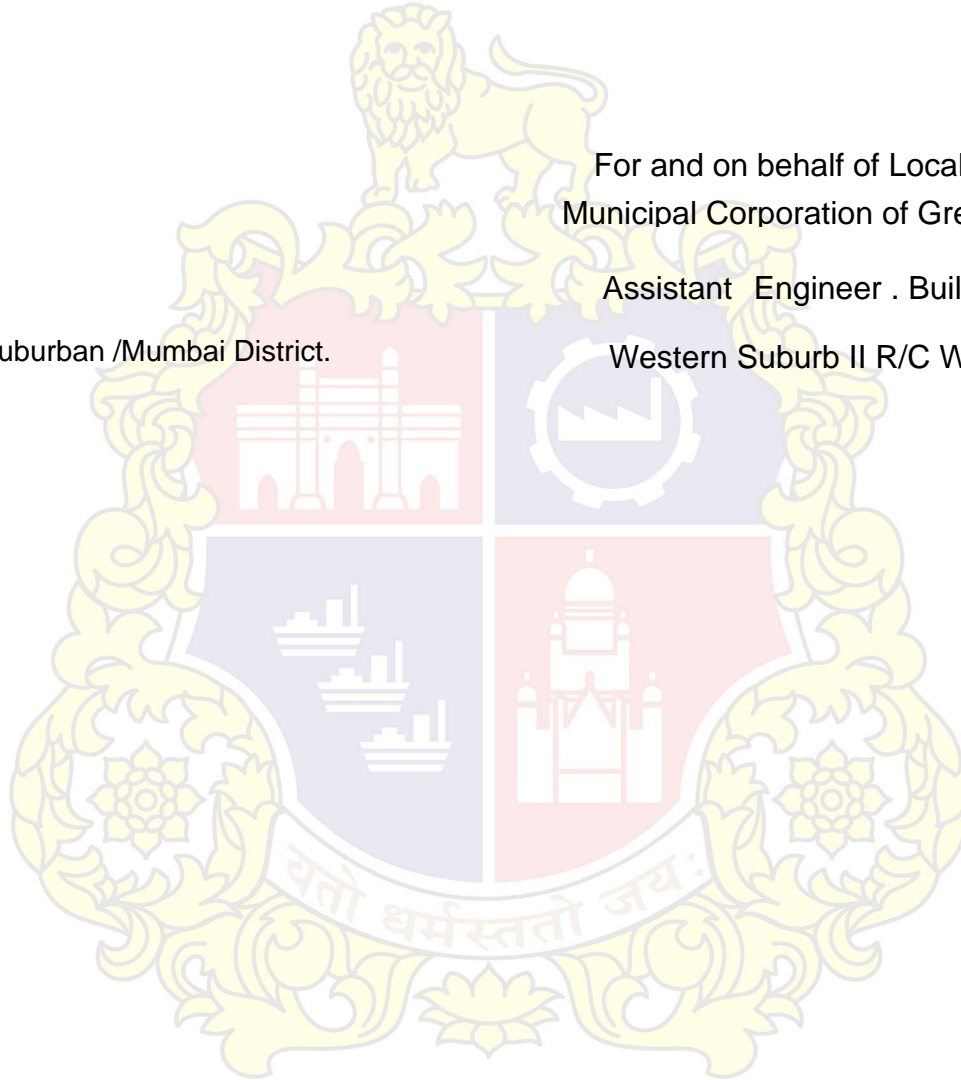 For and on behalf of Local
Municipal Corporation of Gre
Assistant Engineer . Buil
uburban /Mumbai District.
Western Suburb II R/C W
यतो धर्मस्ततो जय: